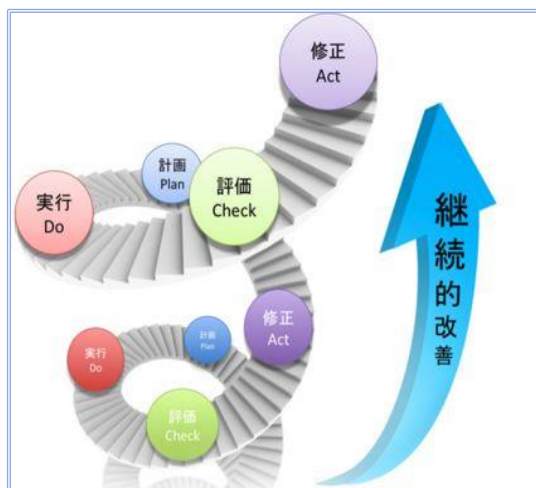 修正
Act
計画
Plan
評価
Check
実行
Do
修正
Act
計画
Plan
実行
Do
評価
Check
継続的改善